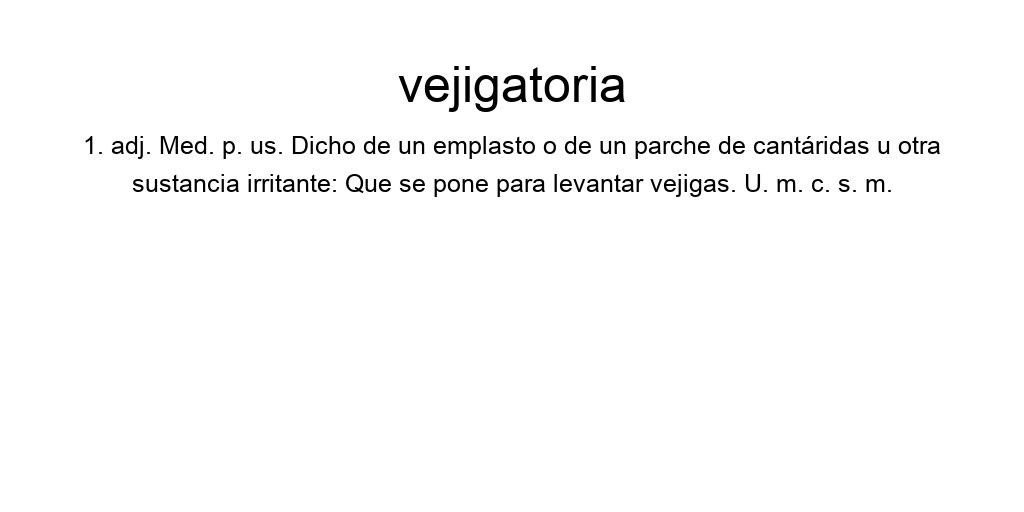 vejigatoria
1. adj. Med. p. us. Dicho de un emplasto o de un parche de cantáridas u otra
sustancia irritante: Que se pone para levantar vejigas. U. m. c. s. m.